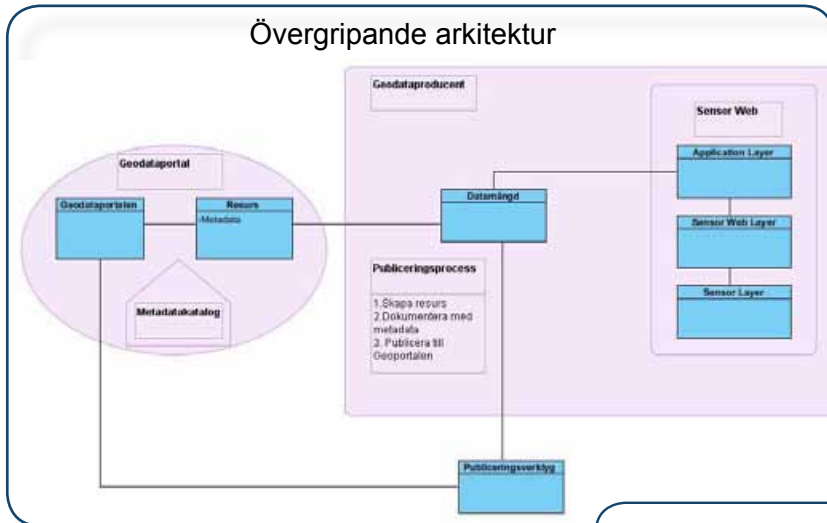 Övergripande arkitektur
Geodataproducent
Sensor Web
Application Layer
Geodataportal
Geodataportalen
Resurs
-Metadata
Datamängd
Sensor Web Layer
Publiceringsprocess
Sensor Layer
Metadatakatalog
1.Skapa resurs
2.Dokumentera med
metadata
3. Publicera till
Geoportalen
Publiceringsverktyg